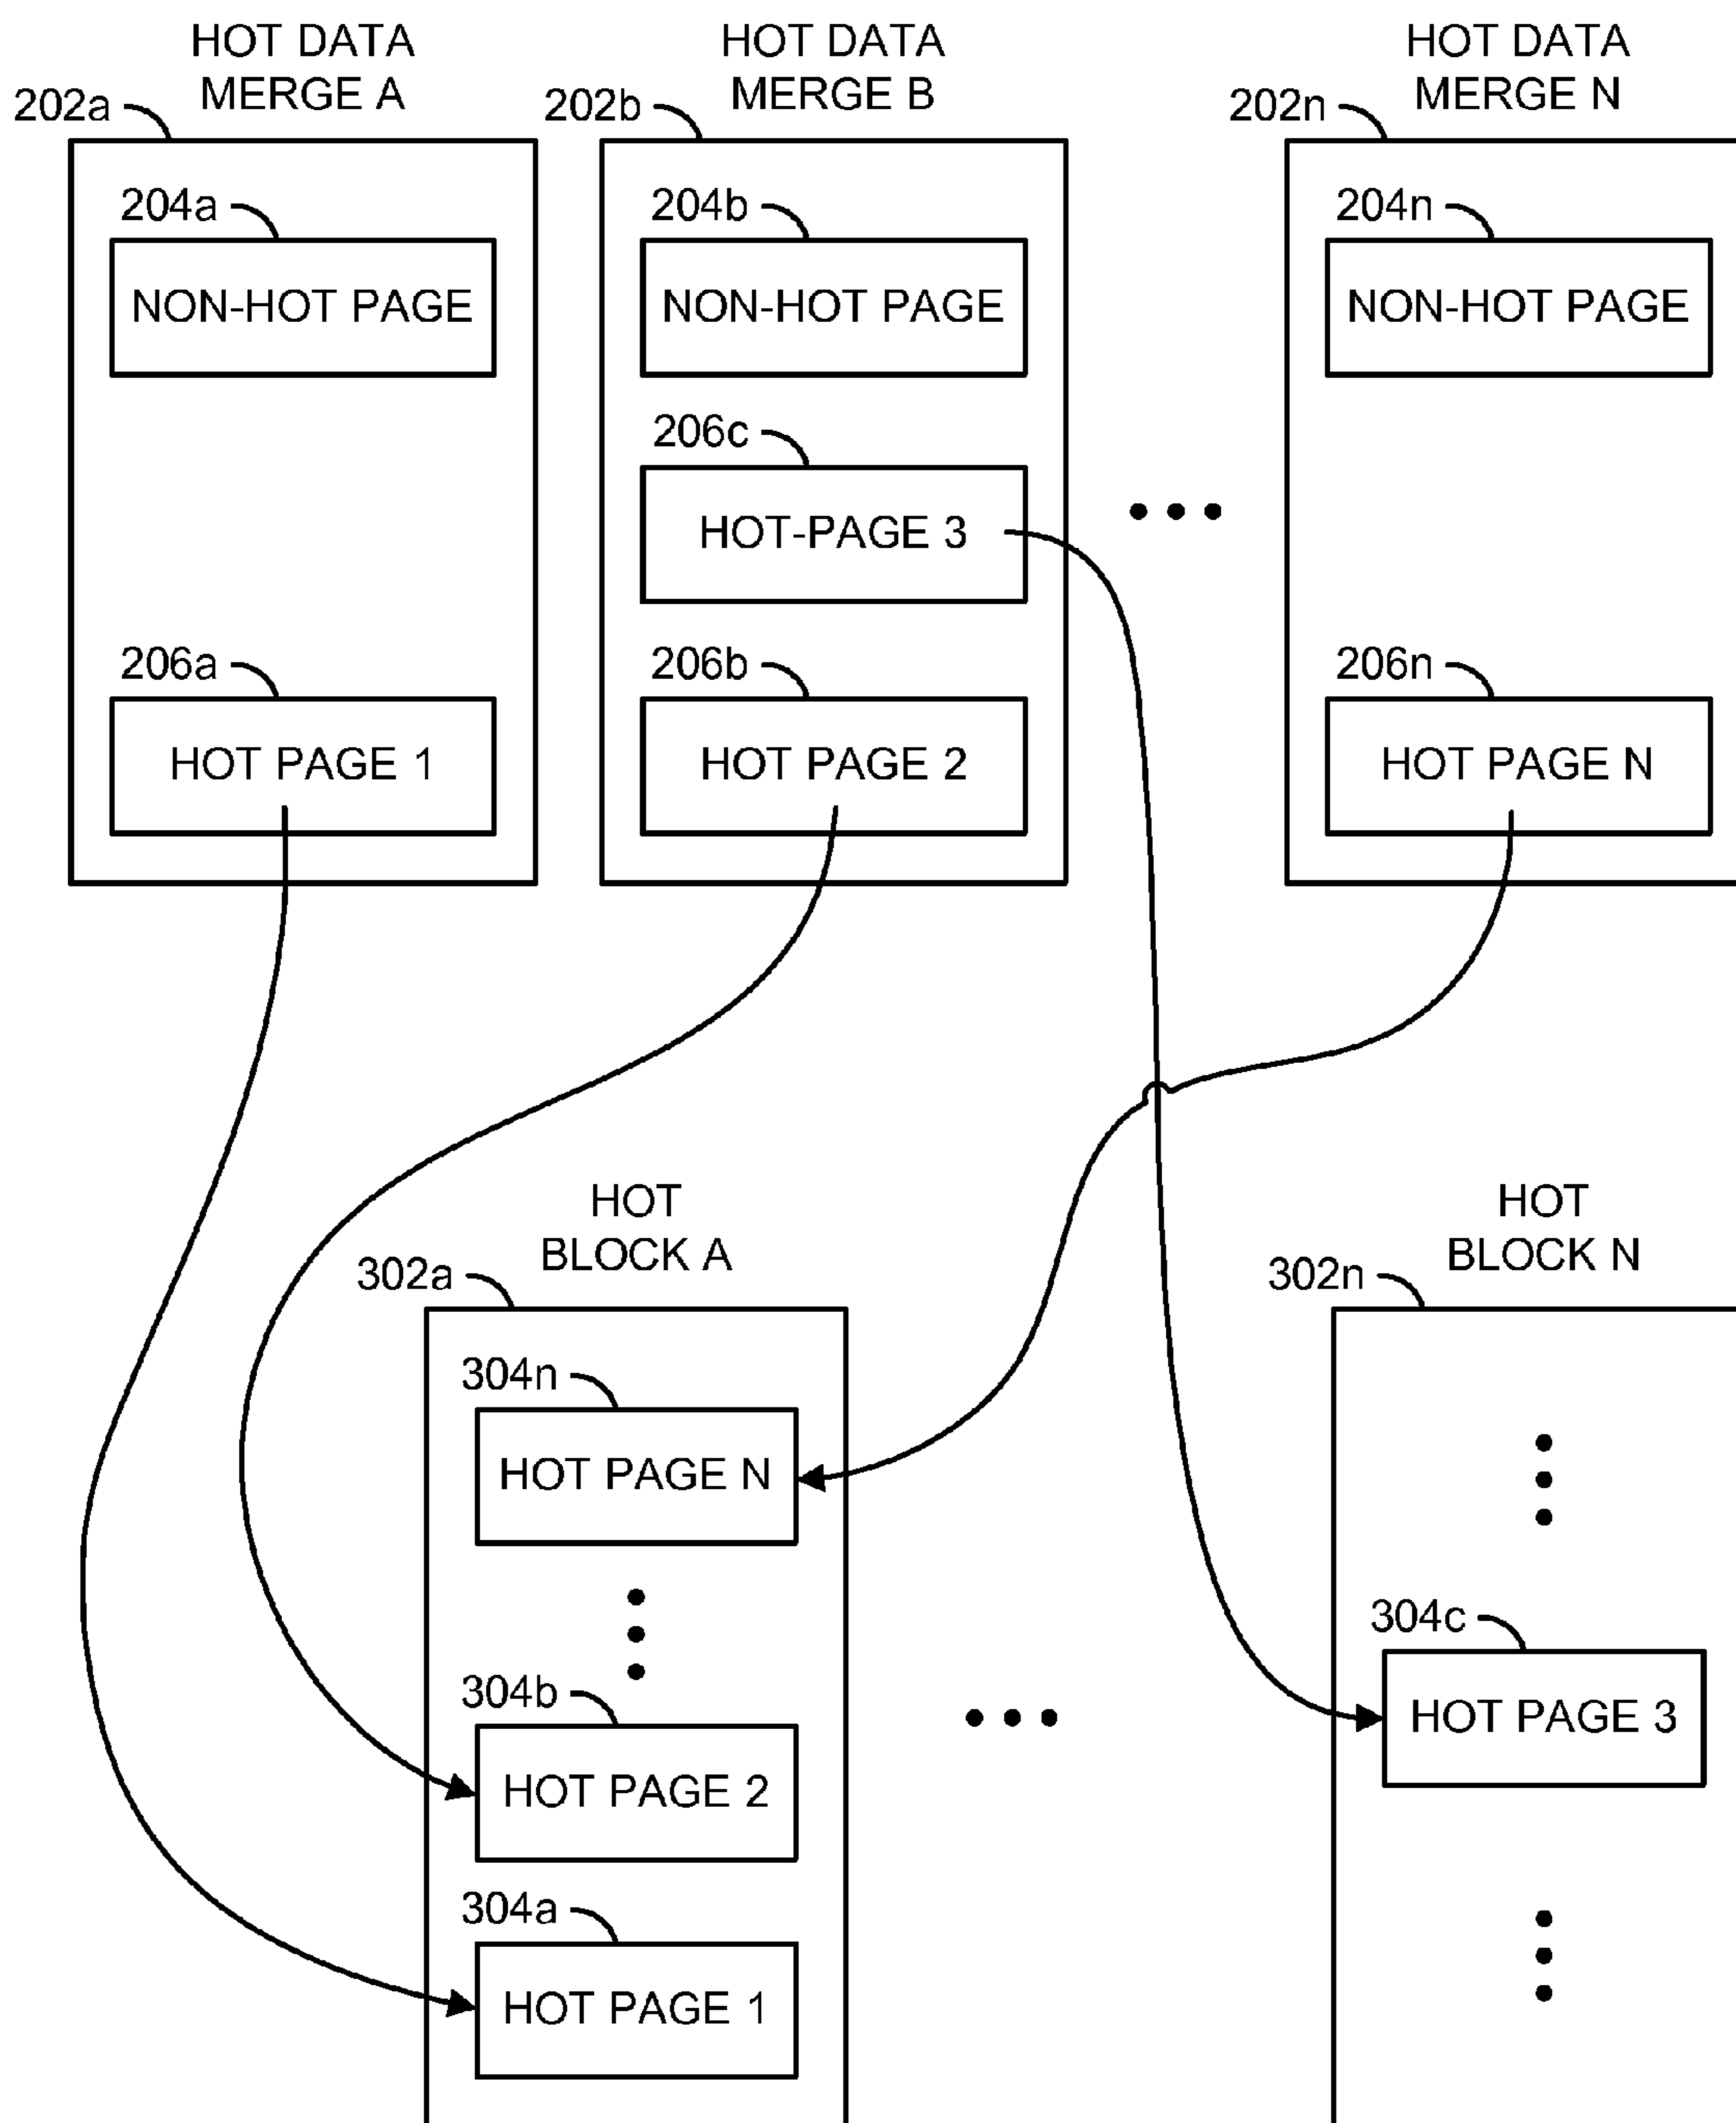 HOT DATA
MERGE A
HOT DATA
MERGE B
HOT DATA
MERGE N
202a
202b
202n
204a
204b
204n
NON-HOT PAGE
NON-HOT PAGE
NON-HOT PAGE
206c
HOT-PAGE 3
206a
206b
206n
HOT PAGE 1
HOT PAGE 2
HOT PAGE N
HOT
BLOCK A
HOT
BLOCK N
302a
302n
304n
HOT PAGE N
304c
HOT PAGE 3
304b
HOT PAGE 2
304a
HOT PAGE 1